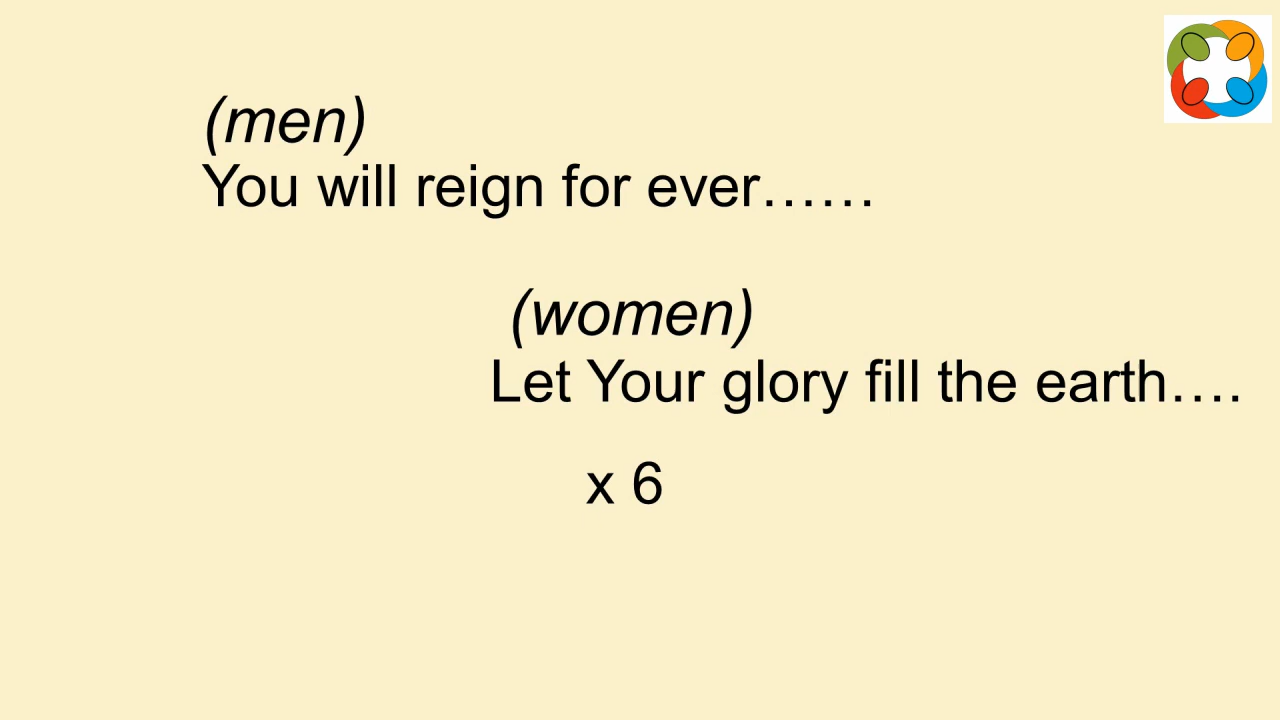 (men)
You will reign for ever……
(women)
Let Your glory fill the earth….
x 6